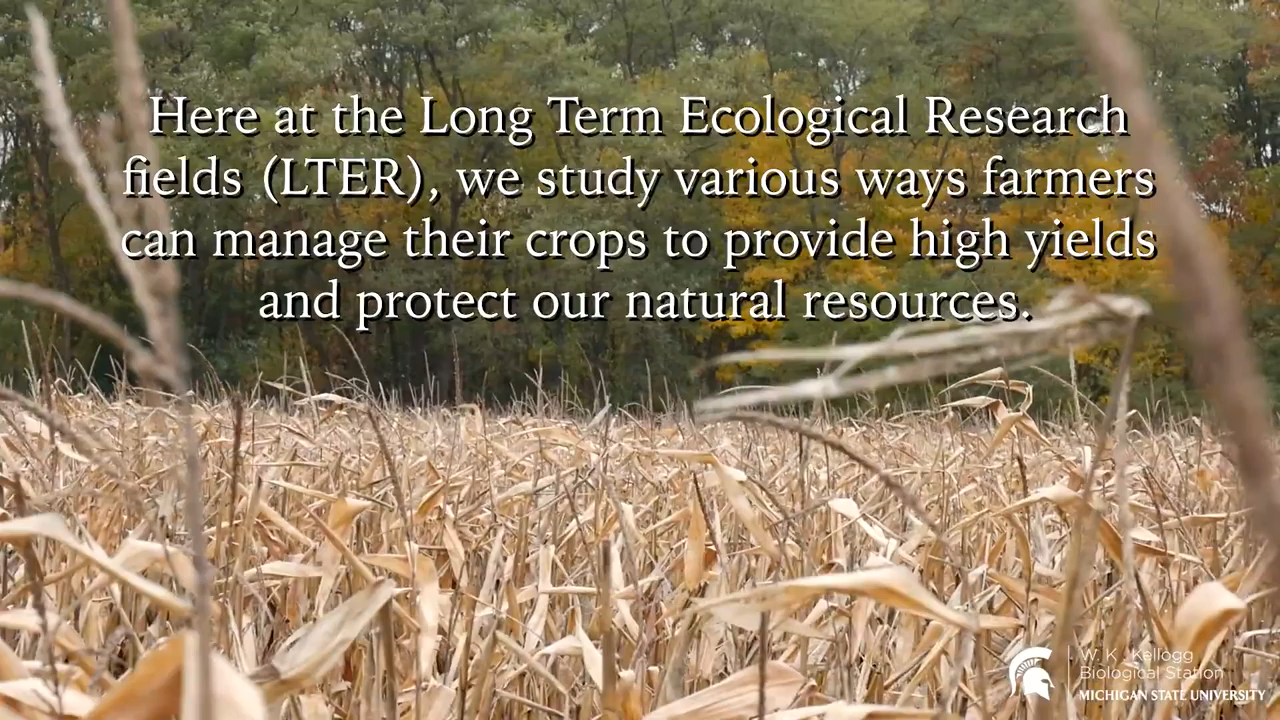 Here at the Long Term Ecological Research
fields (LTER), we study various ways farmers
can manage their crops to provide high yields
and protect our natural resources.
W. K. Kellogg
Biological Station
MICHIGAN STATE UNIVERSITY